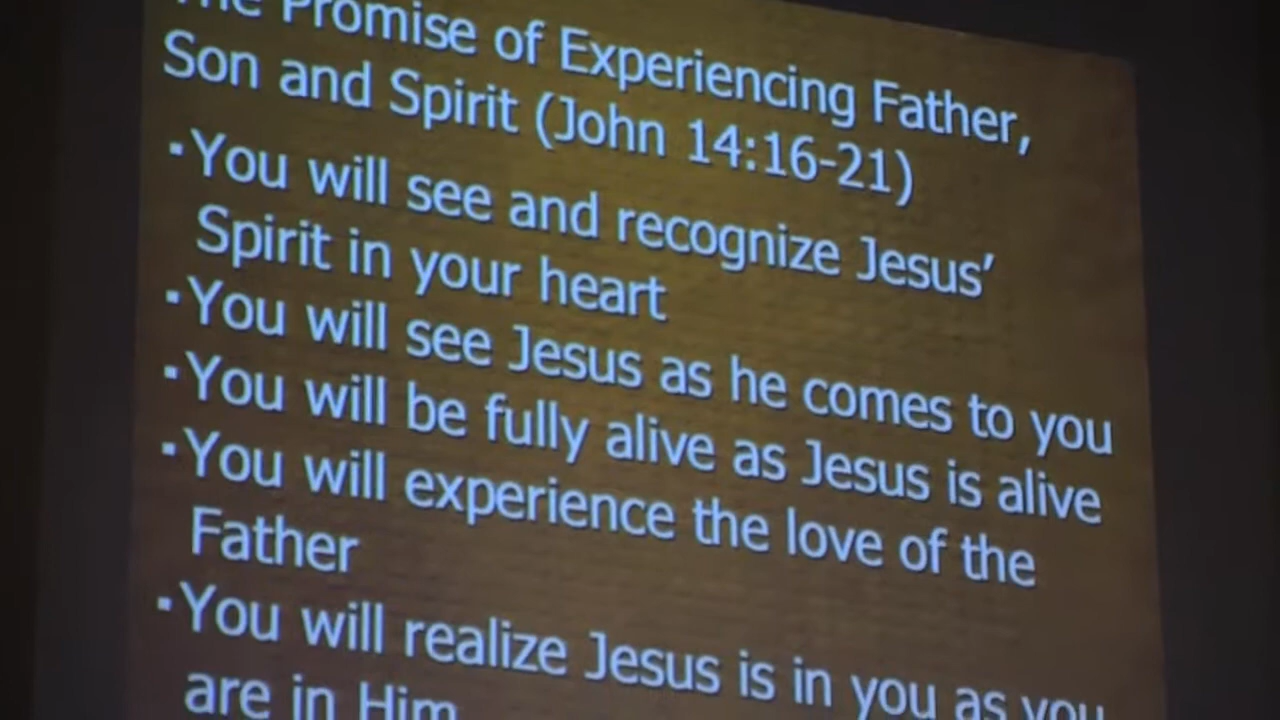 The Promise of Experiencing Father,
Son and Spirit (John 14:16-21)
▪You will see and recognize Jesus’
Spirit in your heart
▪You will see Jesus as he comes to you
▪You will be fully alive as Jesus is alive
▪You will experience the love of the
Father
▪You will realize Jesus is in you as you
are in Him